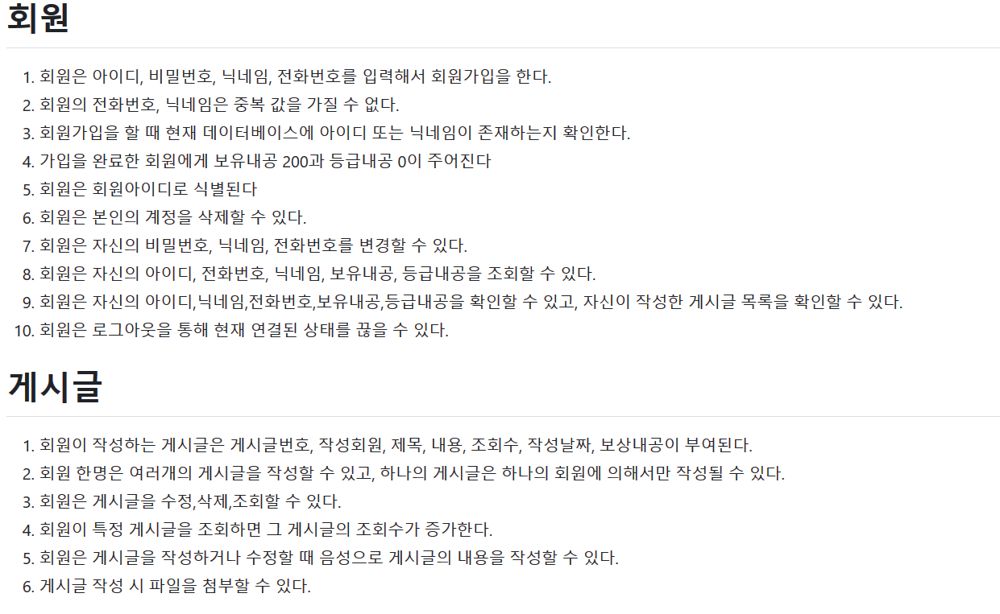 회원
1. 회원은 아이디, 비밀번호, 닉네임, 전화번호를 입력해서 회원가입을 한다.
2. 회원의 전화번호, 닉네임은 중복 값을 가질 수 없다.
3. 회원가입을 할 때 현재 데이터베이스에 아이디 또는 닉네임이 존재하는지 확인한다.
4. 가입을 완료한 회원에게 보유내공 200과 등급내공 0이 주어진다
5. 회원은 회원아이디로 식별된다
6. 회원은 본인의 계정을 삭제할 수 있다.
7. 회원은 자신의 비밀번호, 닉네임, 전화번호를 변경할 수 있다.
8. 회원은 자신의 아이디, 전화번호, 닉네임, 보유내공, 등급내공을 조회할 수 있다.
9. 회원은 자신의 아이디,닉네임,전화번호,보유내공,등급내공을 확인할 수 있고, 자신이 작성한 게시글 목록을 확인할 수 있다.
10. 회원은 로그아웃을 통해 현재 연결된 상태를 끊을 수 있다.
게시글
1. 회원이 작성하는 게시글은 게시글번호, 작성회원, 제목, 내용, 조회수, 작성날짜, 보상내공이 부여된다.
2. 회원 한명은 여러개의 게시글을 작성할 수 있고, 하나의 게시글은 하나의 회원에 의해서만 작성될 수 있다.
3. 회원은 게시글을 수정,삭제,조회할 수 있다.
4. 회원이 특정 게시글을 조회하면 그 게시글의 조회수가 증가한다.
5. 회원은 게시글을 작성하거나 수정할 때 음성으로 게시글의 내용을 작성할 수 있다.
6. 게시글 작성 시 파일을 첨부할 수 있다.